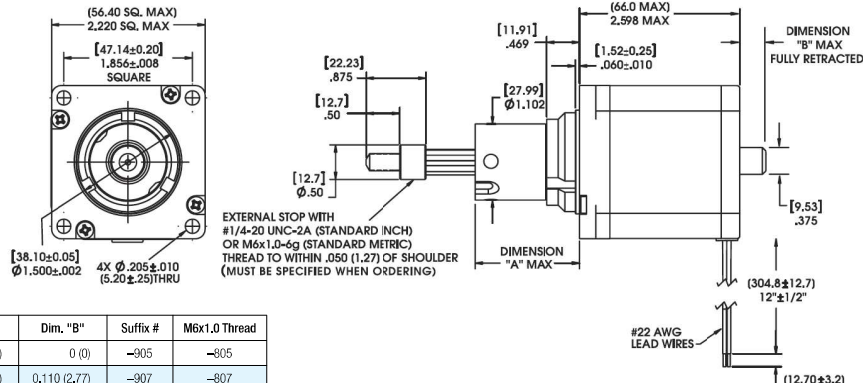 (56.40 SQ. MAX)
2.220 SQ. MAX
[47.14±0.20]
1.856±.008
SQUARE
[38.10±0.05]
Ø1.500±.002
4X Ø.205±.010
(5.20±.25)THRU
[22.23]
.875
[12.7]
.50
[12.7]
Ø.50
EXTERNAL STOP WITH
#1/4-20 UNC-2A (STANDARD INCH)
OR M6x1.0-6g (STANDARD METRIC)
THREAD TO WITHIN .050 (1.27) OF SHOULDER
(MUST BE SPECIFIED WHEN ORDERING)
[11.91]
.469
[27.99]
Ø1.102
(66.0 MAX)
2.598 MAX
[1.52±0.25]
.060±.010
DIMENSION
"B" MAX
FULLY RETRACTED
[9.53]
.375
DIMENSION
"A" MAX
(304.8±12.7)
12"±1/2"
#22 AWG
LEAD WIRES
(12.70±3.2)
Dim. "B" Suffix # M6x1.0 Thread
0 (0) –905 –805
0.110 (2.77) –907 –807